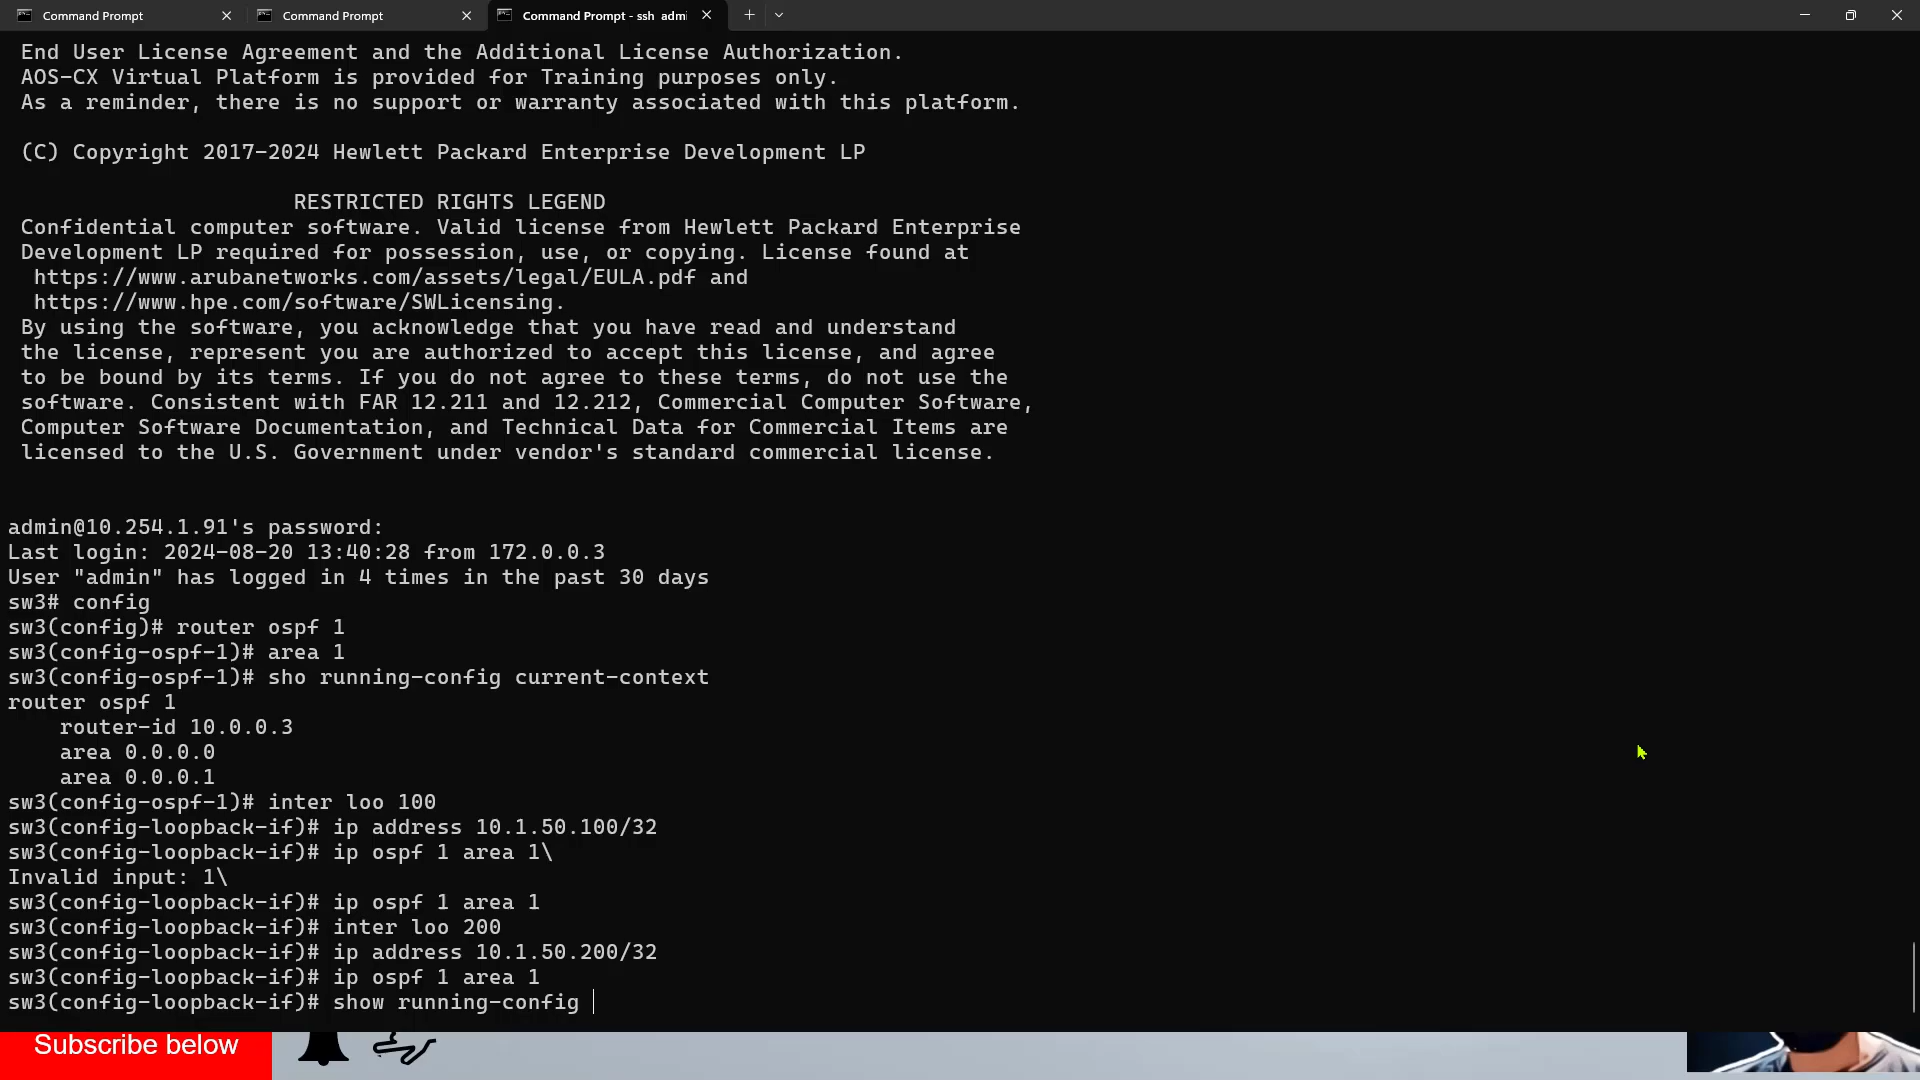 Command Prompt
Command Prompt
Command Prompt - ssh admi
End User License Agreement and the Additional License Authorization.
AOS-CX Virtual Platform is provided for Training purposes only.
As a reminder, there is no support or warranty associated with this platform.
(C) Copyright 2017-2024 Hewlett Packard Enterprise Development LP
RESTRICTED RIGHTS LEGEND
Confidential computer software. Valid license from Hewlett Packard Enterprise
Development LP required for possession, use, or copying. License found at
https://www.arubanetworks.com/assets/legal/EULA.pdf and
https://www.hpe.com/software/SWLicensing.
By using the software, you acknowledge that you have read and understand
the license, represent you are authorized to accept this license, and agree
to be bound by its terms. If you do not agree to these terms, do not use the
software. Consistent with FAR 12.211 and 12.212, Commercial Computer Software,
Computer Software Documentation, and Technical Data for Commercial Items are
licensed to the U.S. Government under vendor's standard commercial license.
admin@10.254.1.91's password:
Last login: 2024-08-20 13:40:28 from 172.0.0.3
User "admin" has logged in 4 times in the past 30 days
sw3# config
sw3(config)# router ospf 1
sw3(config-ospf-1)# area 1
sw3(config-ospf-1)# sho running-config current-context
router ospf 1
router-id 10.0.0.3
area 0.0.0.0
area 0.0.0.1
sw3(config-ospf-1)# inter loo 100
sw3(config-loopback-if)# ip address 10.1.50.100/32
sw3(config-loopback-if)# ip ospf 1 area 1\
Invalid input: 1\
sw3(config-loopback-if)# ip ospf 1 area 1
sw3(config-loopback-if)# inter loo 200
sw3(config-loopback-if)# ip address 10.1.50.200/32
sw3(config-loopback-if)# ip ospf 1 area 1
sw3(config-loopback-if)# show running-config
Subscribe below